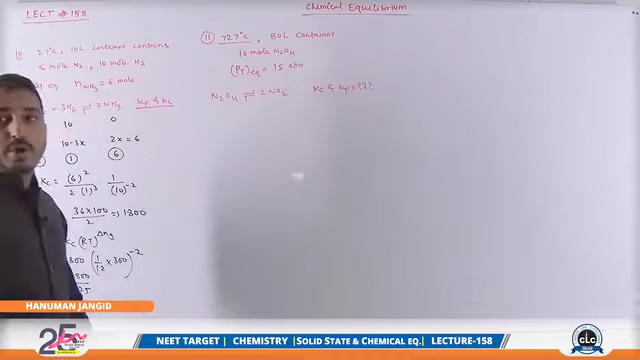 LECT # 158
Chemical Equilibrium
10 27°C, 10L Container contains
5 mole N₂, 10 mole H₂
eq. nNH₃ = 6 mole
+ 3H₂ ⇌ 2NH₃ Kp & Kc
10 0
10-3x 2x = 6
1 6
Kc = (6)² / 2·(1)³ · 1/(10)⁻²
36×100 / 2 ⇒ 1800
(RT)^Δng
(1/12 × 300)⁻²
11 727°C, 80L Container
10 mole N₂O₄
(PT)eq = 15 atm
N₂O₄ ⇌ 2NO₂ Kc & Kp = ???
HANUMAN JANGID
25
NEET TARGET | CHEMISTRY |SOLID STATE & CHEMICAL EQ.| LECTURE-158
CLC